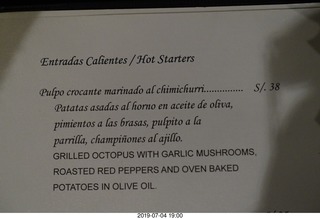 Entradas Calientes / Hot Starters
Pulpo crocante marinado al chimichurri............... S/. 38
Patatas asadas al horno en aceite de oliva,
pimientos a las brasas, pulpito a la
parrilla, champiñones al ajillo.
GRILLED OCTOPUS WITH GARLIC MUSHROOMS,
ROASTED RED PEPPERS AND OVEN BAKED
POTATOES IN OLIVE OIL.
2019-07-04 19:00